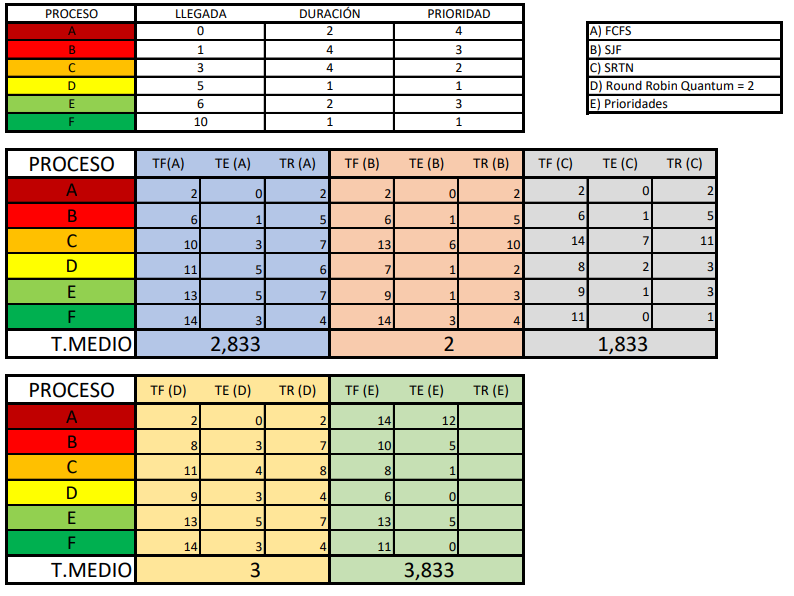 PROCESO LLEGADA DURACIÓN PRIORIDAD
A 0 2 4
B 1 4 3
C 3 4 2
D 5 1 1
E 6 2 3
F 10 1 1
A) FCFS
B) SJF
C) SRTN
D) Round Robin Quantum = 2
E) Prioridades
PROCESO TF(A) TE (A) TR (A) TF (B) TE (B) TR (B) TF (C) TE (C) TR (C)
A 2 0 2 2 0 2 2 0 2
B 6 1 5 6 1 5 6 1 5
C 10 3 7 13 6 10 14 7 11
D 11 5 6 7 1 2 8 2 3
E 13 5 7 9 1 3 9 1 3
F 14 3 4 14 3 4 11 0 1
T.MEDIO 2,833 2 1,833
PROCESO TF (D) TE (D) TR (D) TF (E) TE (E) TR (E)
A 2 0 2 14 12
B 8 3 7 10 5
C 11 4 8 8 1
D 9 3 4 6 0
E 13 5 7 13 5
F 14 3 4 11 0
T.MEDIO 3 3,833